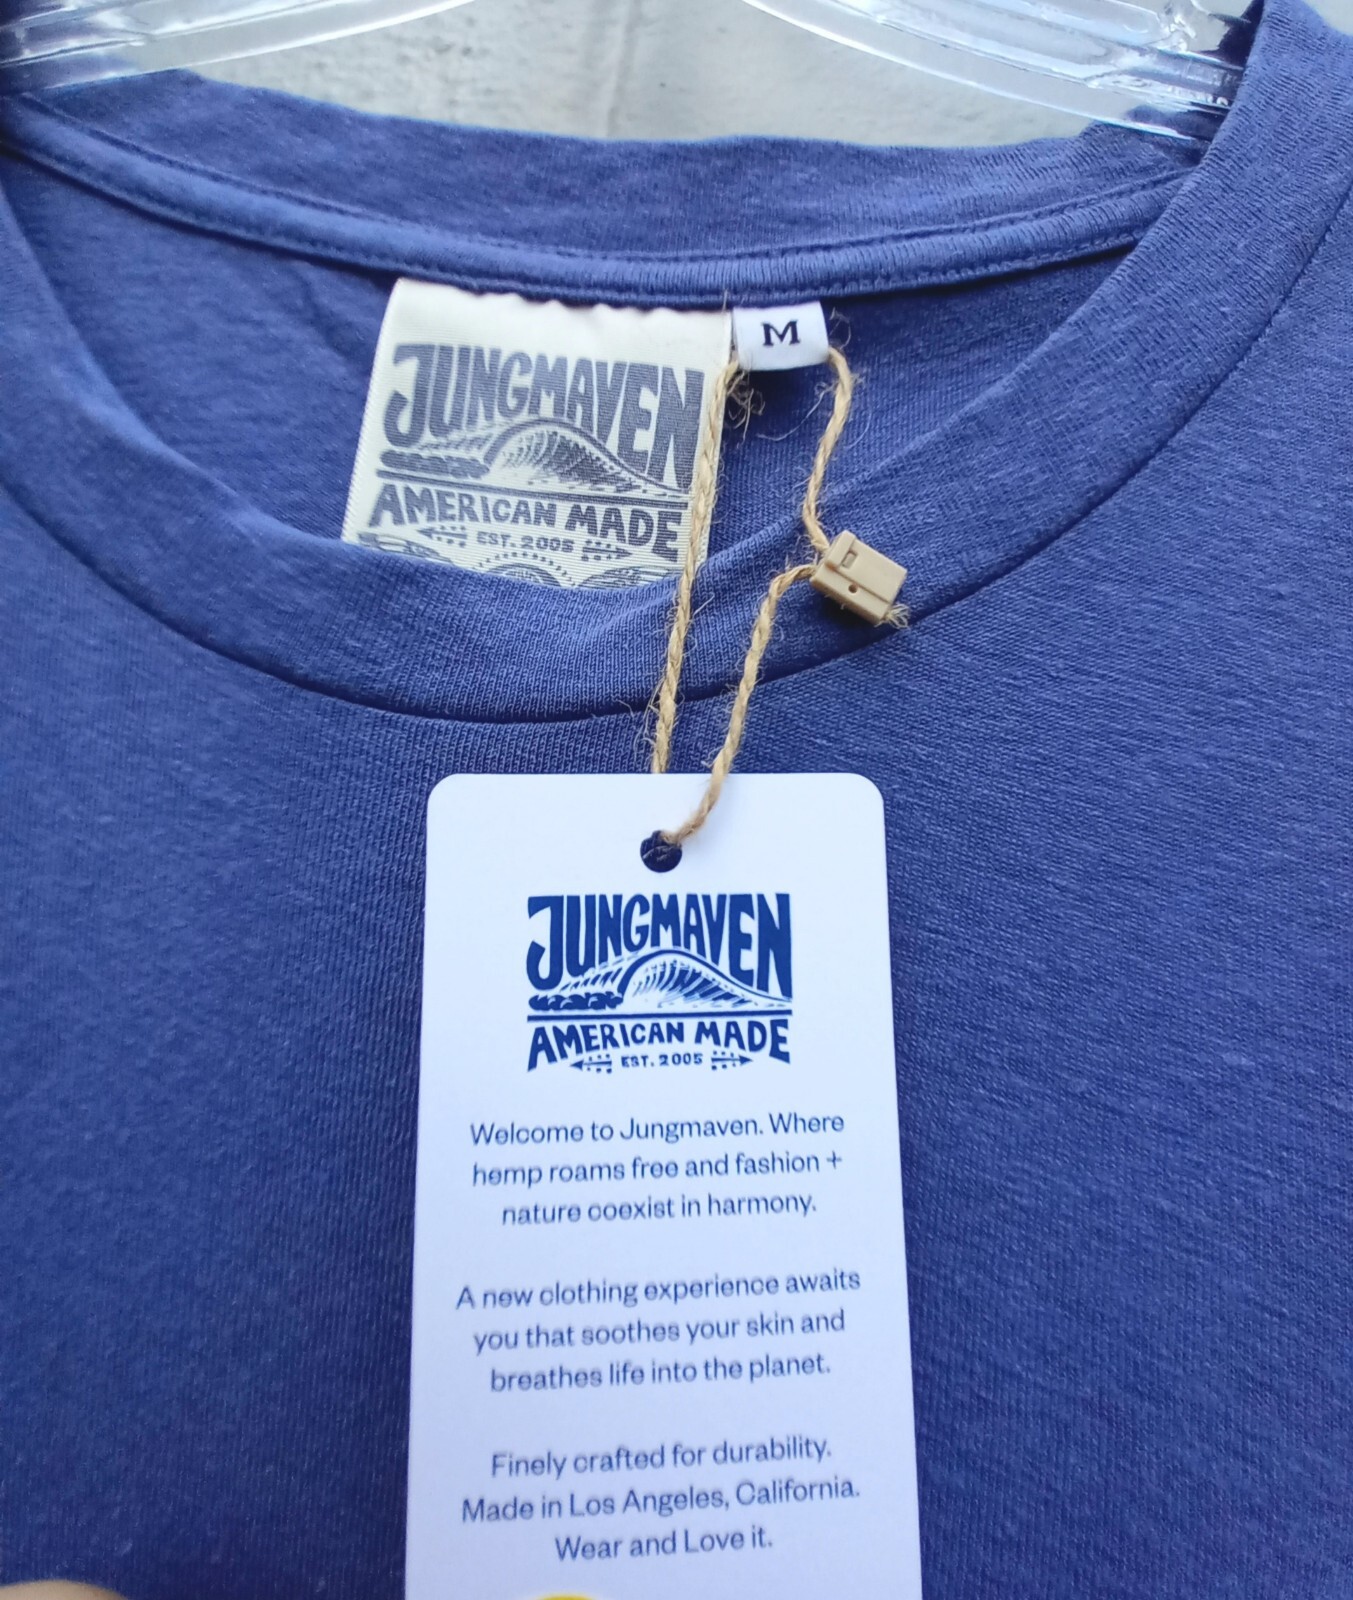 M
JUNGMAVEN
AMERICAN MADE
EST. 2005
JUNGMAVEN
AMERICAN MADE
EST. 2005
Welcome to Jungmaven. Where
hemp roams free and fashion +
nature coexist in harmony.
A new clothing experience awaits
you that soothes your skin and
breathes life into the planet.
Finely crafted for durability.
Made in Los Angeles, California.
Wear and Love it.